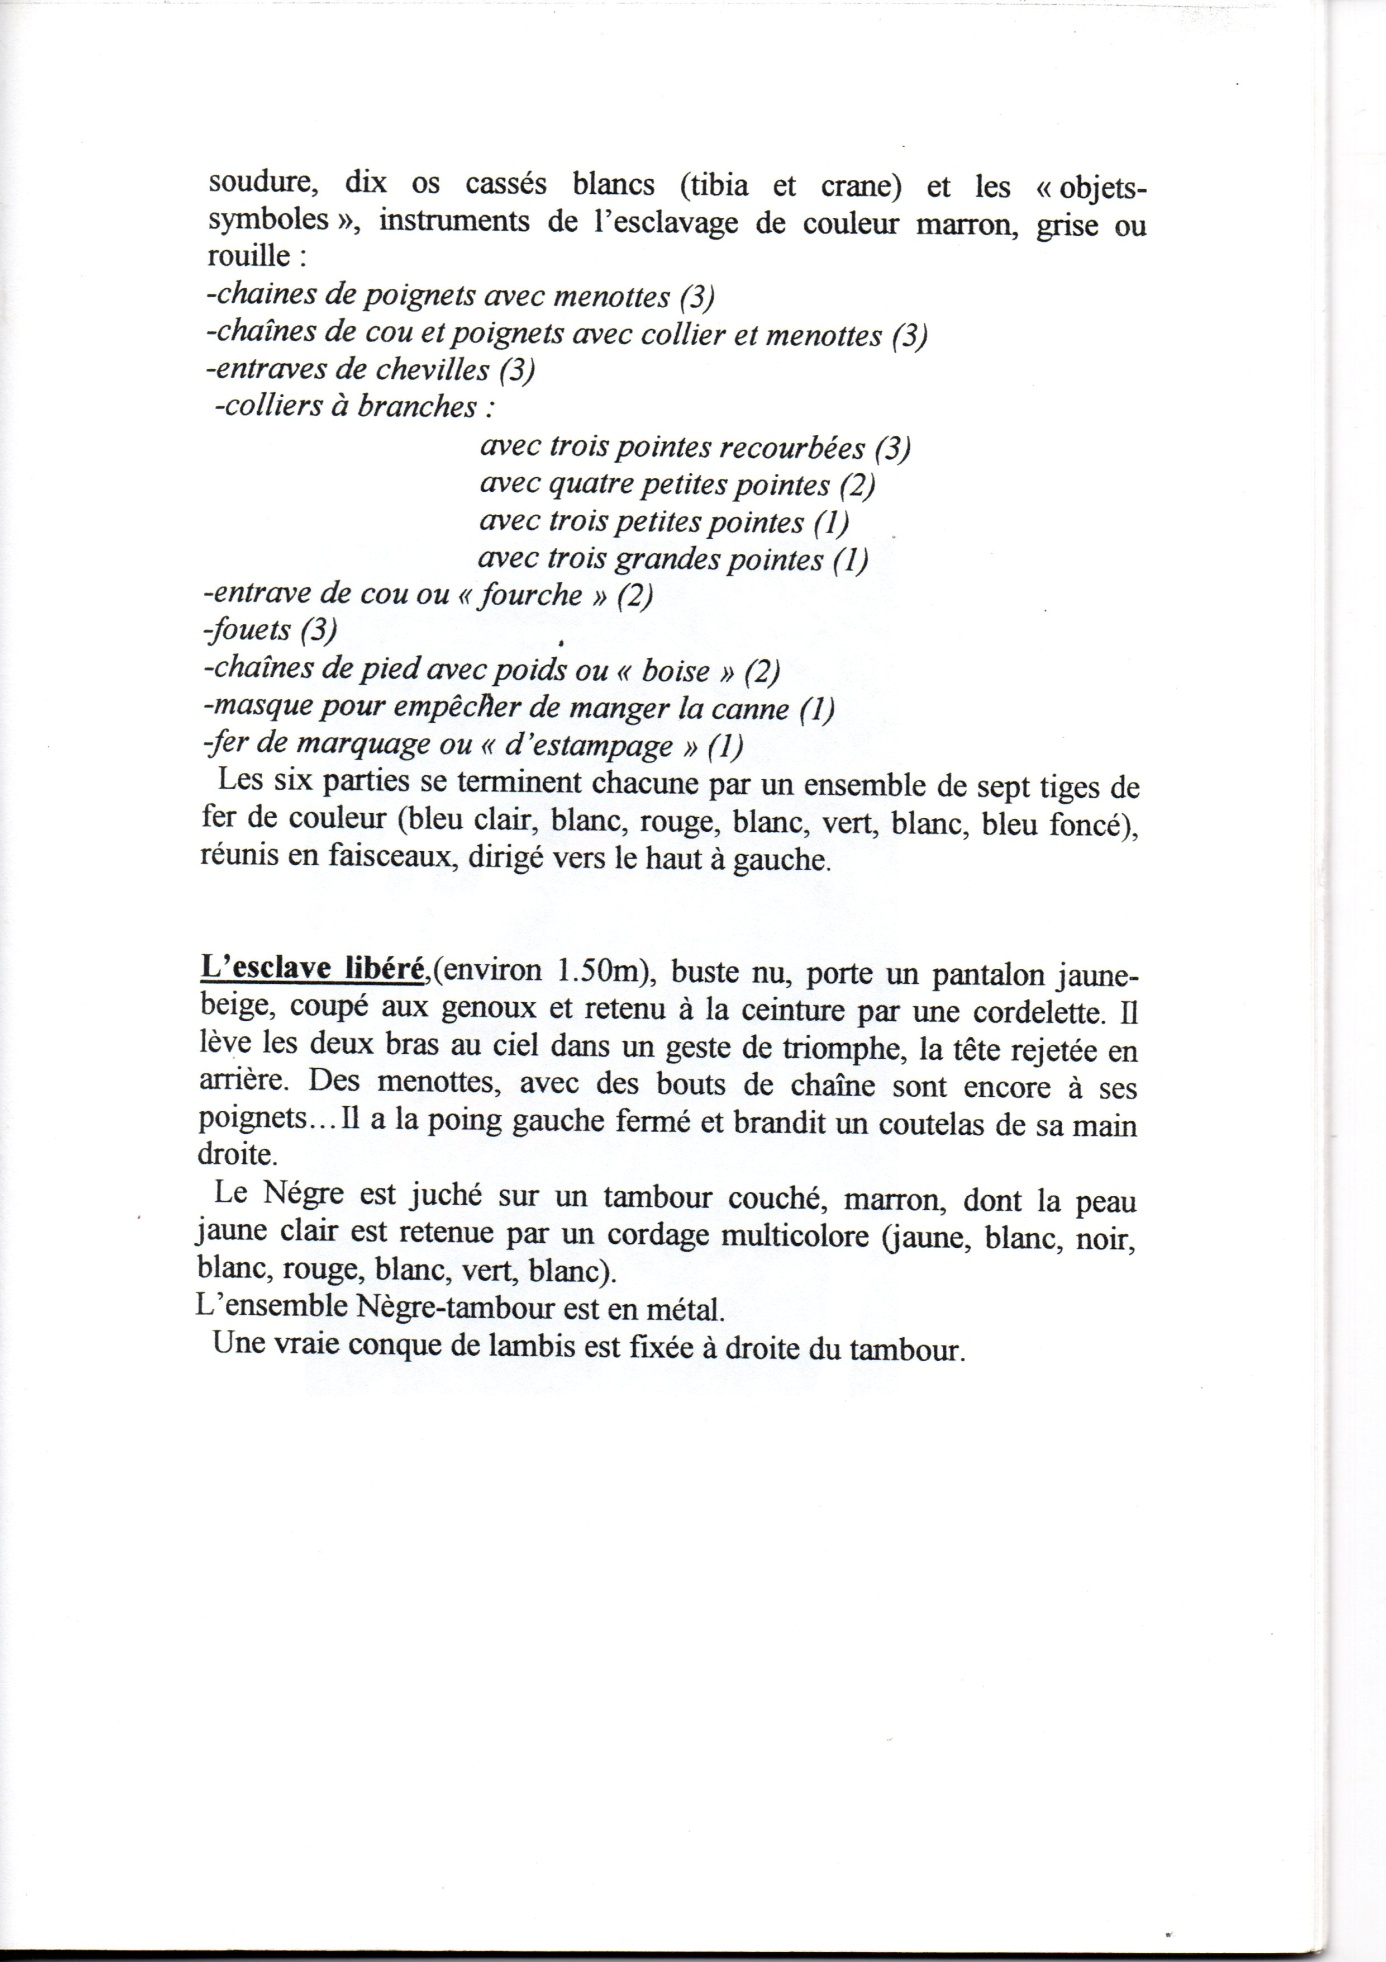 soudure, dix os cassés blancs (tibia et crane) et les « objets-
symboles », instruments de l'esclavage de couleur marron, grise ou
rouille :
-chaines de poignets avec menottes (3)
-chaînes de cou et poignets avec collier et menottes (3)
-entraves de chevilles (3)
-colliers à branches :
avec trois pointes recourbées (3)
avec quatre petites pointes (2)
avec trois petites pointes (1)
avec trois grandes pointes (1)
-entrave de cou ou « fourche » (2)
-fouets (3)
-chaînes de pied avec poids ou « boise » (2)
-masque pour empêcher de manger la canne (1)
-fer de marquage ou « d'estampage » (1)
Les six parties se terminent chacune par un ensemble de sept tiges de
fer de couleur (bleu clair, blanc, rouge, blanc, vert, blanc, bleu foncé),
réunis en faisceaux, dirigé vers le haut à gauche.
L'esclave libéré,(environ 1.50m), buste nu, porte un pantalon jaune-
beige, coupé aux genoux et retenu à la ceinture par une cordelette. Il
lève les deux bras au ciel dans un geste de triomphe, la tête rejetée en
arrière. Des menottes, avec des bouts de chaîne sont encore à ses
poignets…Il a la poing gauche fermé et brandit un coutelas de sa main
droite.
Le Négre est juché sur un tambour couché, marron, dont la peau
jaune clair est retenue par un cordage multicolore (jaune, blanc, noir,
blanc, rouge, blanc, vert, blanc).
L'ensemble Nègre-tambour est en métal.
Une vraie conque de lambis est fixée à droite du tambour.